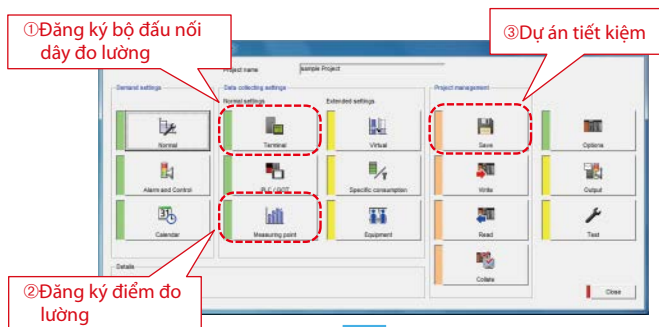 ①Đăng ký bộ đấu nối
dây đo lường
③Dự án tiết kiệm
Project name
sample Project
Demand settings
Data collecting settings
Project management
Normal settings
Extended settings
Normal
Terminal
Virtual
Save
Options
Alarm and Control
PLC / GOT
Specific consumption
Write
Output
Calendar
Measuring point
Equipment
Read
Test
Details
Collate
②Đăng ký điểm đo
lường
Close